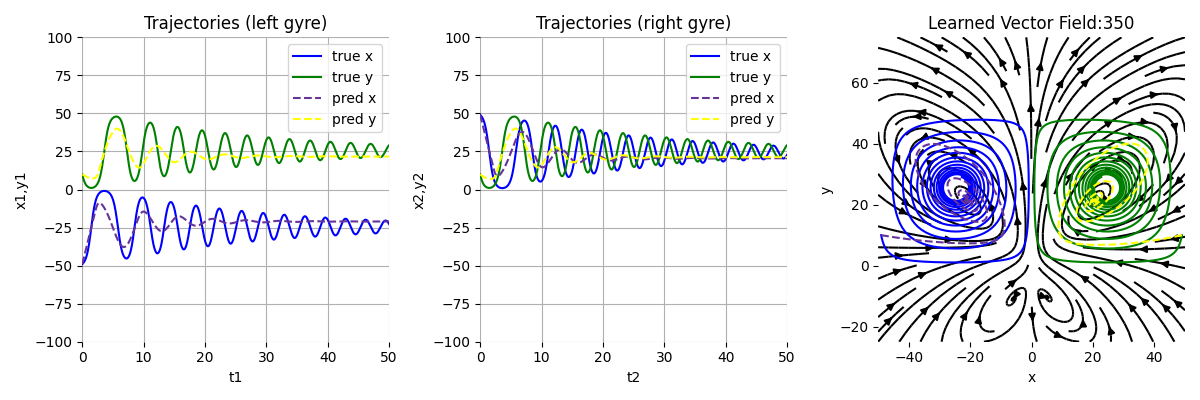 Trajectories (left gyre)
100
75
50
25
0
−25
−50
−75
−100
0 10 20 30 40 50
t1
x1,y1
true x
true y
pred x
pred y
Trajectories (right gyre)
100
75
50
25
0
−25
−50
−75
−100
0 10 20 30 40 50
t2
x2,y2
true x
true y
pred x
pred y
Learned Vector Field:350
60
40
20
0
−20
−40 −20 0 20 40
x
y